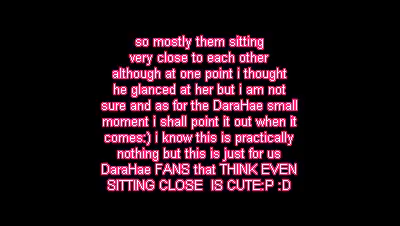 so mostly them sitting
very close to each other
although at one point i thought
he glanced at her but i am not
sure and as for the DaraHae small
moment i shall point it out when it
comes:) i know this is practically
nothing but this is just for us
DaraHae FANS that THINK EVEN
SITTING CLOSE  IS CUTE:P :D